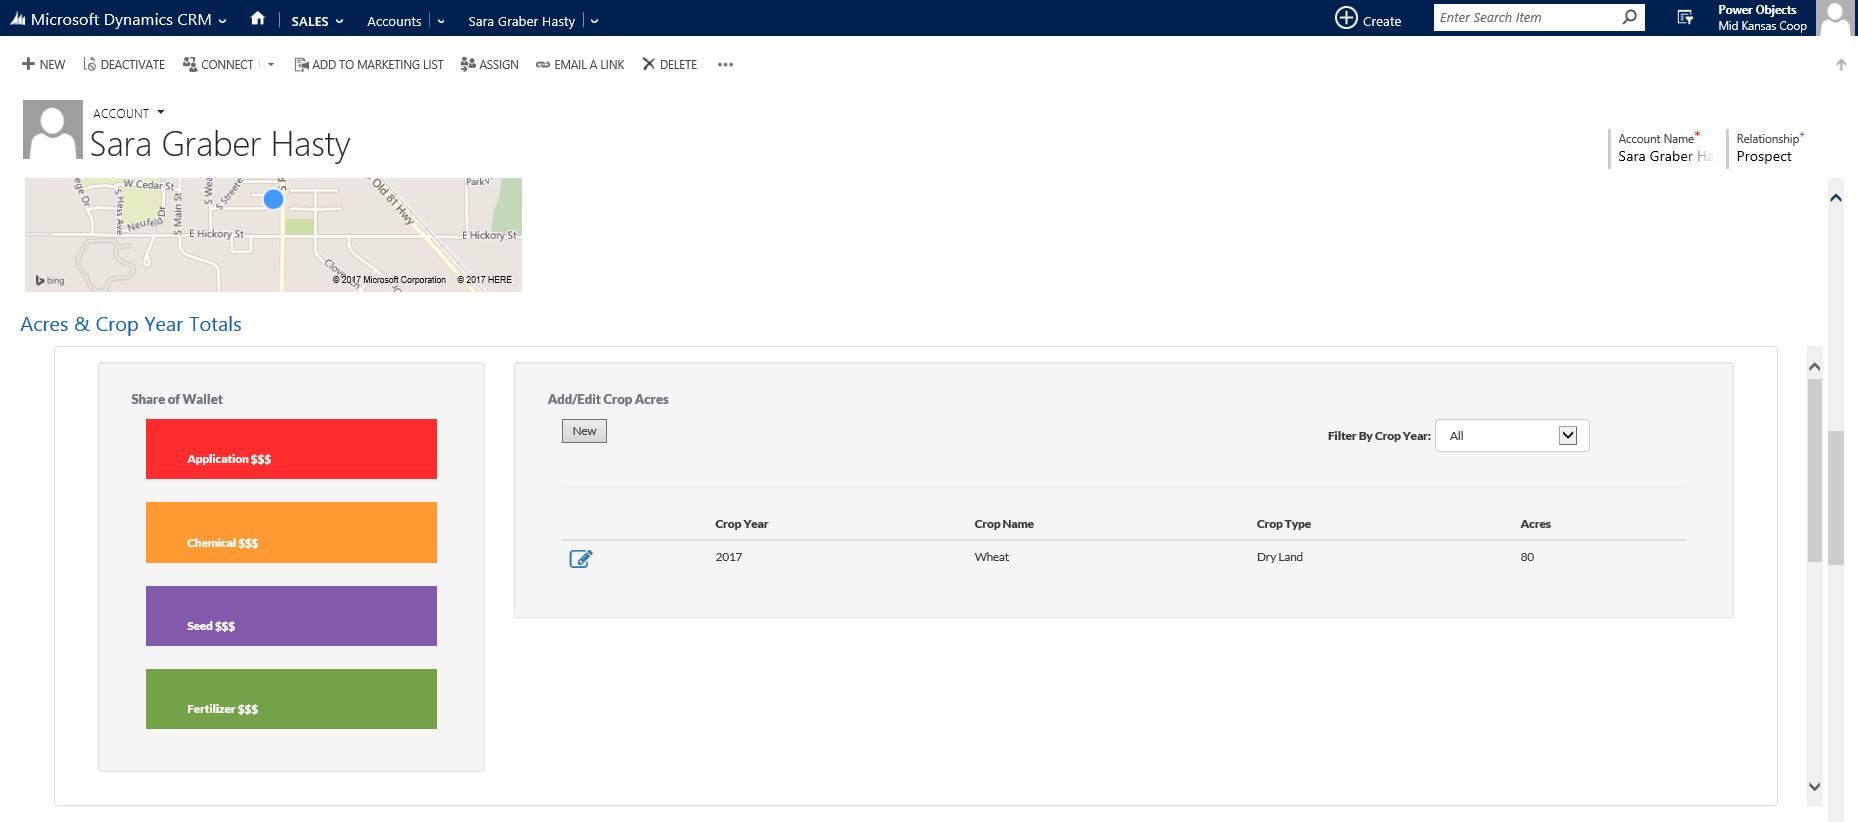 Microsoft Dynamics CRM SALES Accounts Sara Graber Hasty Create Enter Search Item Power Objects
Mid Kansas Coop
NEW DEACTIVATE CONNECT ADD TO MARKETING LIST ASSIGN EMAIL A LINK DELETE •••
ACCOUNT
Sara Graber Hasty
Account Name* Relationship+
Sara Graber Ha Prospect
W Cedar St
S Main St
S Hess Ave
Neufeld Dr
Old 81 Hwy
Park
E Hickory St
E Hickory St
bing
© 2017 Microsoft Corporation © 2017 HERE
Acres & Crop Year Totals
Share of Wallet
Application $$$
Chemical $$$
Seed $$$
Fertilizer $$$
Add/Edit Crop Acres
New
Filter By Crop Year: All
Crop Year Crop Name Crop Type Acres
2017 Wheat Dry Land 80